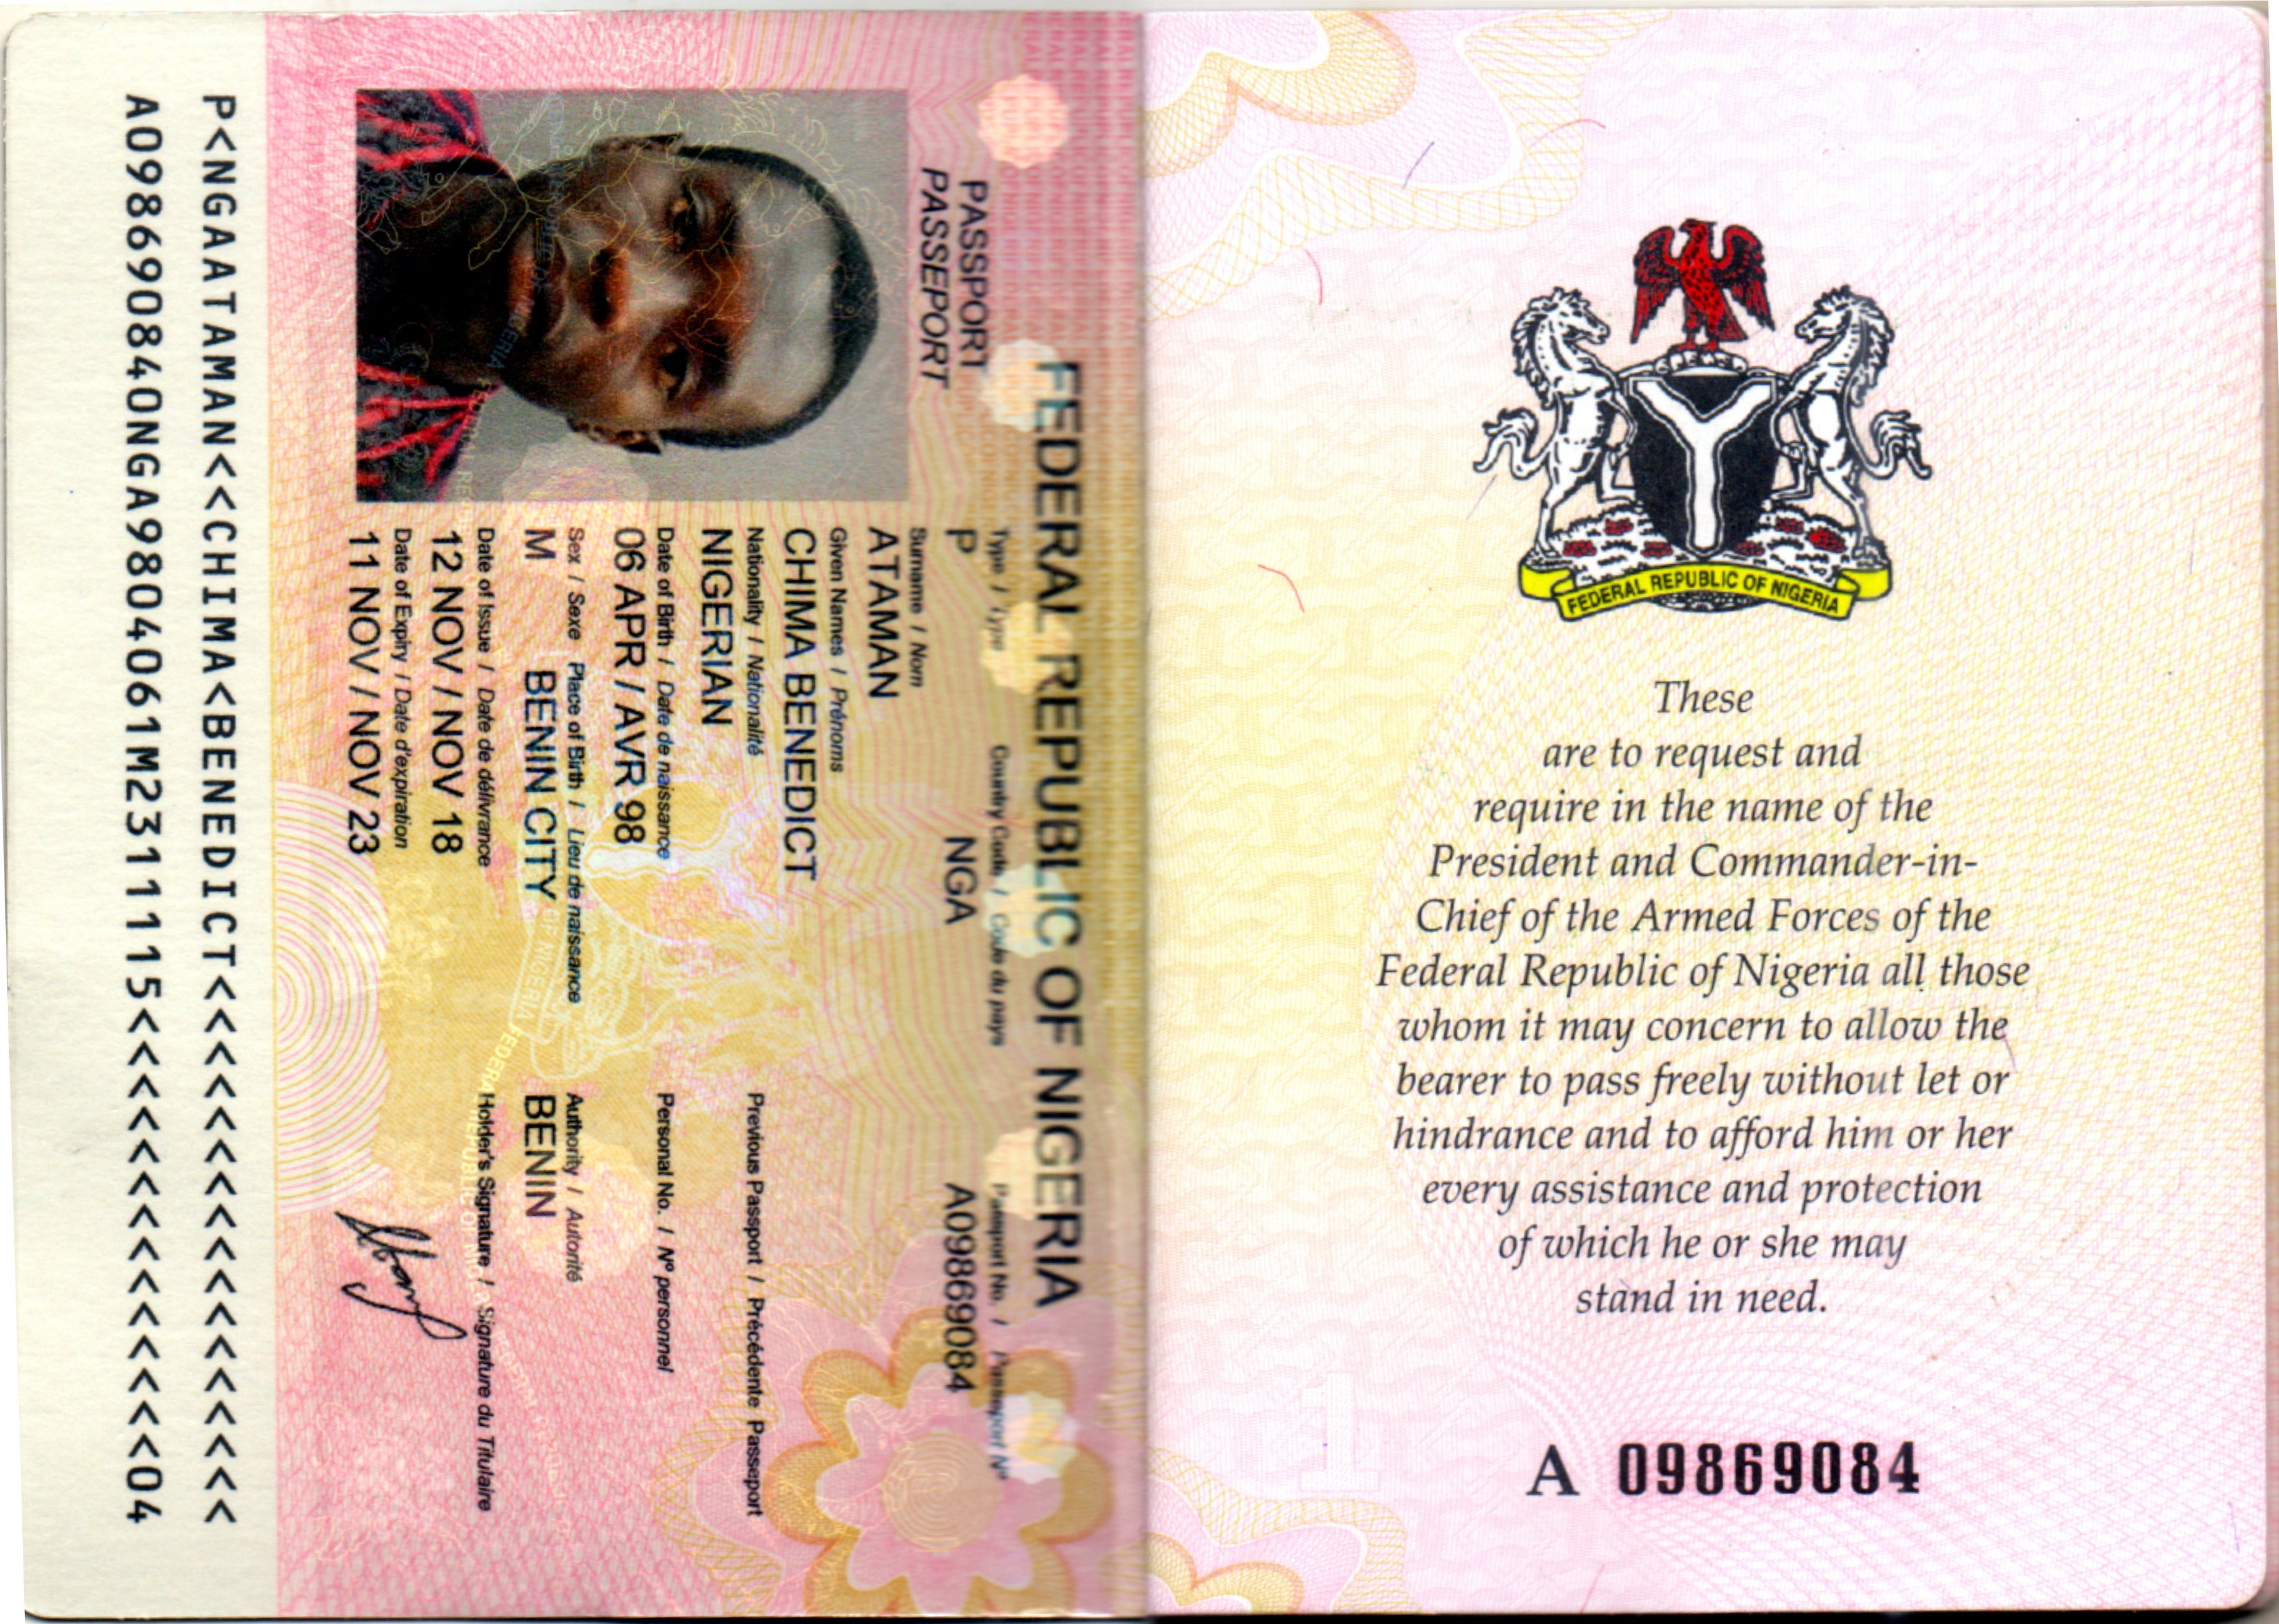 FEDERAL REPUBLIC OF NIGERIA
These
are to request and
require in the name of the
President and Commander-in-
Chief of the Armed Forces of the
Federal Republic of Nigeria all those
whom it may concern to allow the
bearer to pass freely without let or
hindrance and to afford him or her
every assistance and protection
of which he or she may
stand in need.
A 09869084
FEDERAL REPUBLIC OF NIGERIA
PASSPORT
PASSEPORT
Type / Type Country Code / Code du pays Passport No. / Passeport Nº
P NGA A09869084
Surname / Nom
ATAMAN
Given Names / Prénoms
CHIMA BENEDICT
Nationality / Nationalité Previous Passport / Précédente Passeport
NIGERIAN
Date of Birth / Date de naissance Personal No. / Nº personnel
06 APR / AVR 98
Sex / Sexe Place of Birth / Lieu de naissance Authority / Autorité
M BENIN CITY BENIN
Date of Issue / Date de délivrance Holder's Signature / Signature du Titulaire
12 NOV / NOV 18
Date of Expiry / Date d'expiration
11 NOV / NOV 23
P<NGAATAMAN<<CHIMA<BENEDICT<<<<<<<<<<<<<<<<<
A098690840NGA9804061M2311115<<<<<<<<<<<<<<04